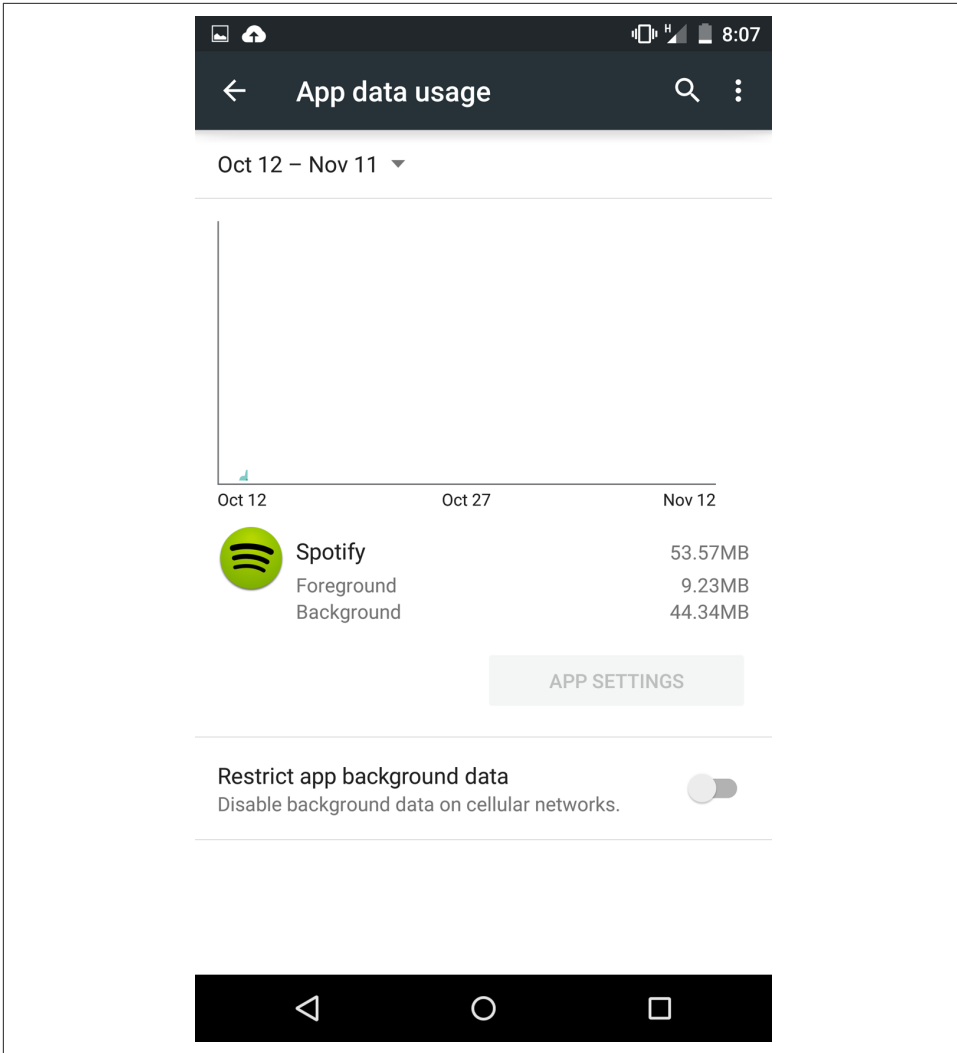 H 8:07
App data usage
Oct 12 – Nov 11
Oct 12 Oct 27 Nov 12
Spotify 53.57MB
Foreground 9.23MB
Background 44.34MB
APP SETTINGS
Restrict app background data
Disable background data on cellular networks.